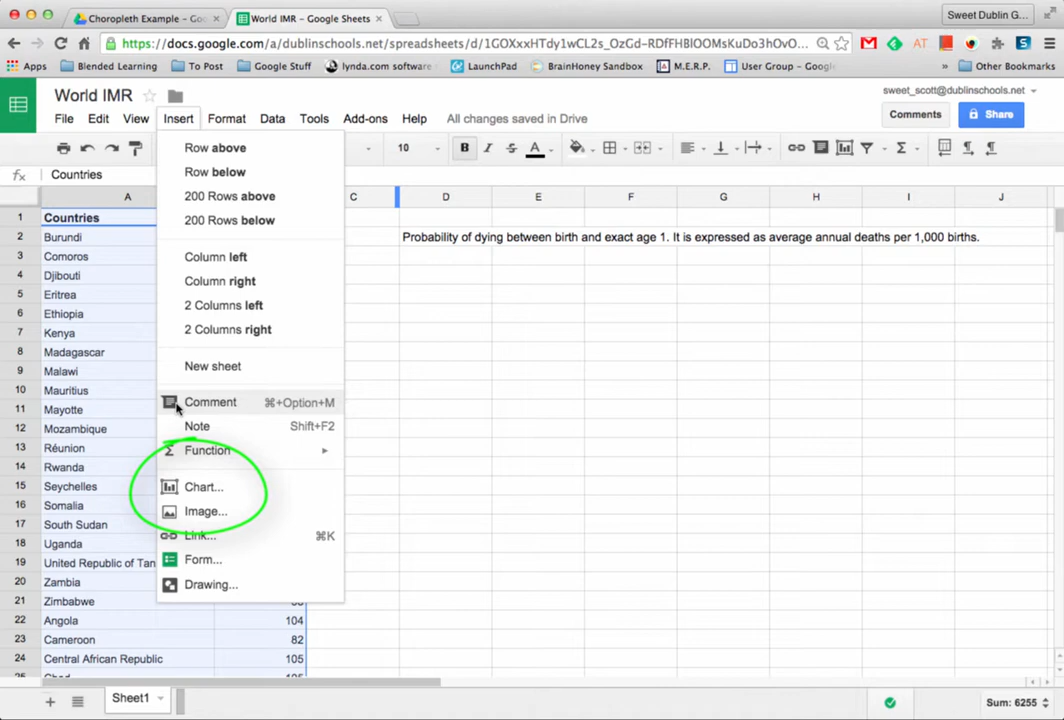 Choropleth Example - Goo
World IMR - Google Sheets
Sweet Dublin G...
https://docs.google.com/a/dublinschools.net/spreadsheets/d/1GOXxxHTdy1wCL2s_OzGd-RDfFHBlOOMsKuDo3hOvO...
Apps Blended Learning To Post Google Stuff lynda.com software LaunchPad BrainHoney Sandbox M.E.R.P. User Group - Google » Other Bookmarks
World IMR
sweet_scott@dublinschools.net
File Edit View Insert Format Data Tools Add-ons Help All changes saved in Drive
Comments Share
10 B I S A Σ
fx Countries
A C D E F G H I J
1 Countries
2 Burundi Probability of dying between birth and exact age 1. It is expressed as average annual deaths per 1,000 births.
3 Comoros
4 Djibouti
5 Eritrea
6 Ethiopia
7 Kenya
8 Madagascar
9 Malawi
10 Mauritius
11 Mayotte
12 Mozambique
13 Réunion
14 Rwanda
15 Seychelles
16 Somalia
17 South Sudan
18 Uganda
19 United Republic of Tan
20 Zambia
21 Zimbabwe
22 Angola 104
23 Cameroon 82
24 Central African Republic 105
Row above
Row below
200 Rows above
200 Rows below
Column left
Column right
2 Columns left
2 Columns right
New sheet
Comment ⌘+Option+M
Note Shift+F2
Σ Function
Chart...
Image...
Link... ⌘K
Form...
Drawing...
Sheet1
Sum: 6255